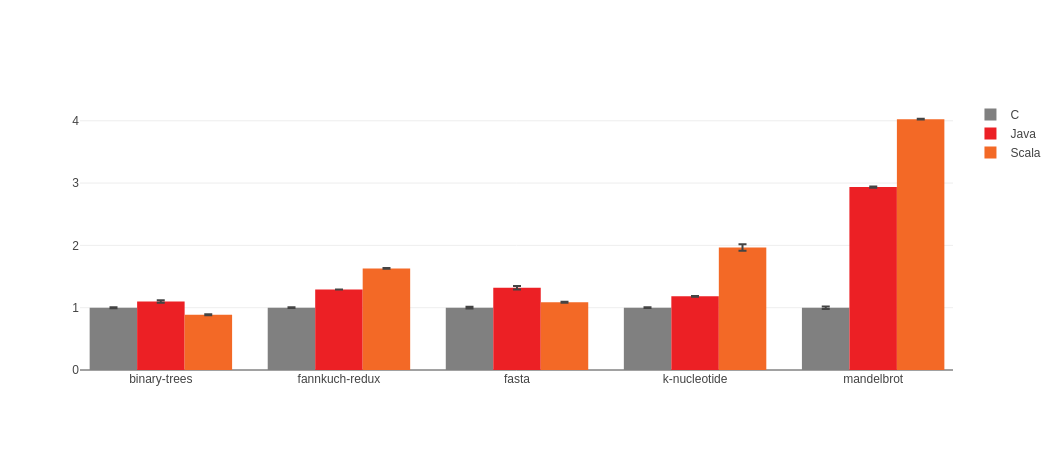 C
Java
Scala
4
3
2
1
0
binary-trees
fannkuch-redux
fasta
k-nucleotide
mandelbrot